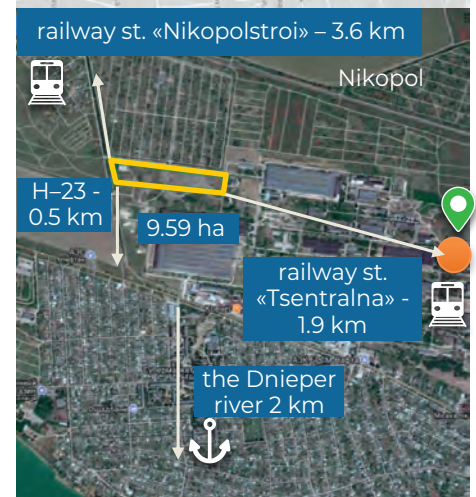 railway st. «Nikopolstroi» – 3.6 km
Nikopol
H–23 -
0.5 km
9.59 ha
railway st.
«Tsentralna» -
1.9 km
the Dnieper
river 2 km